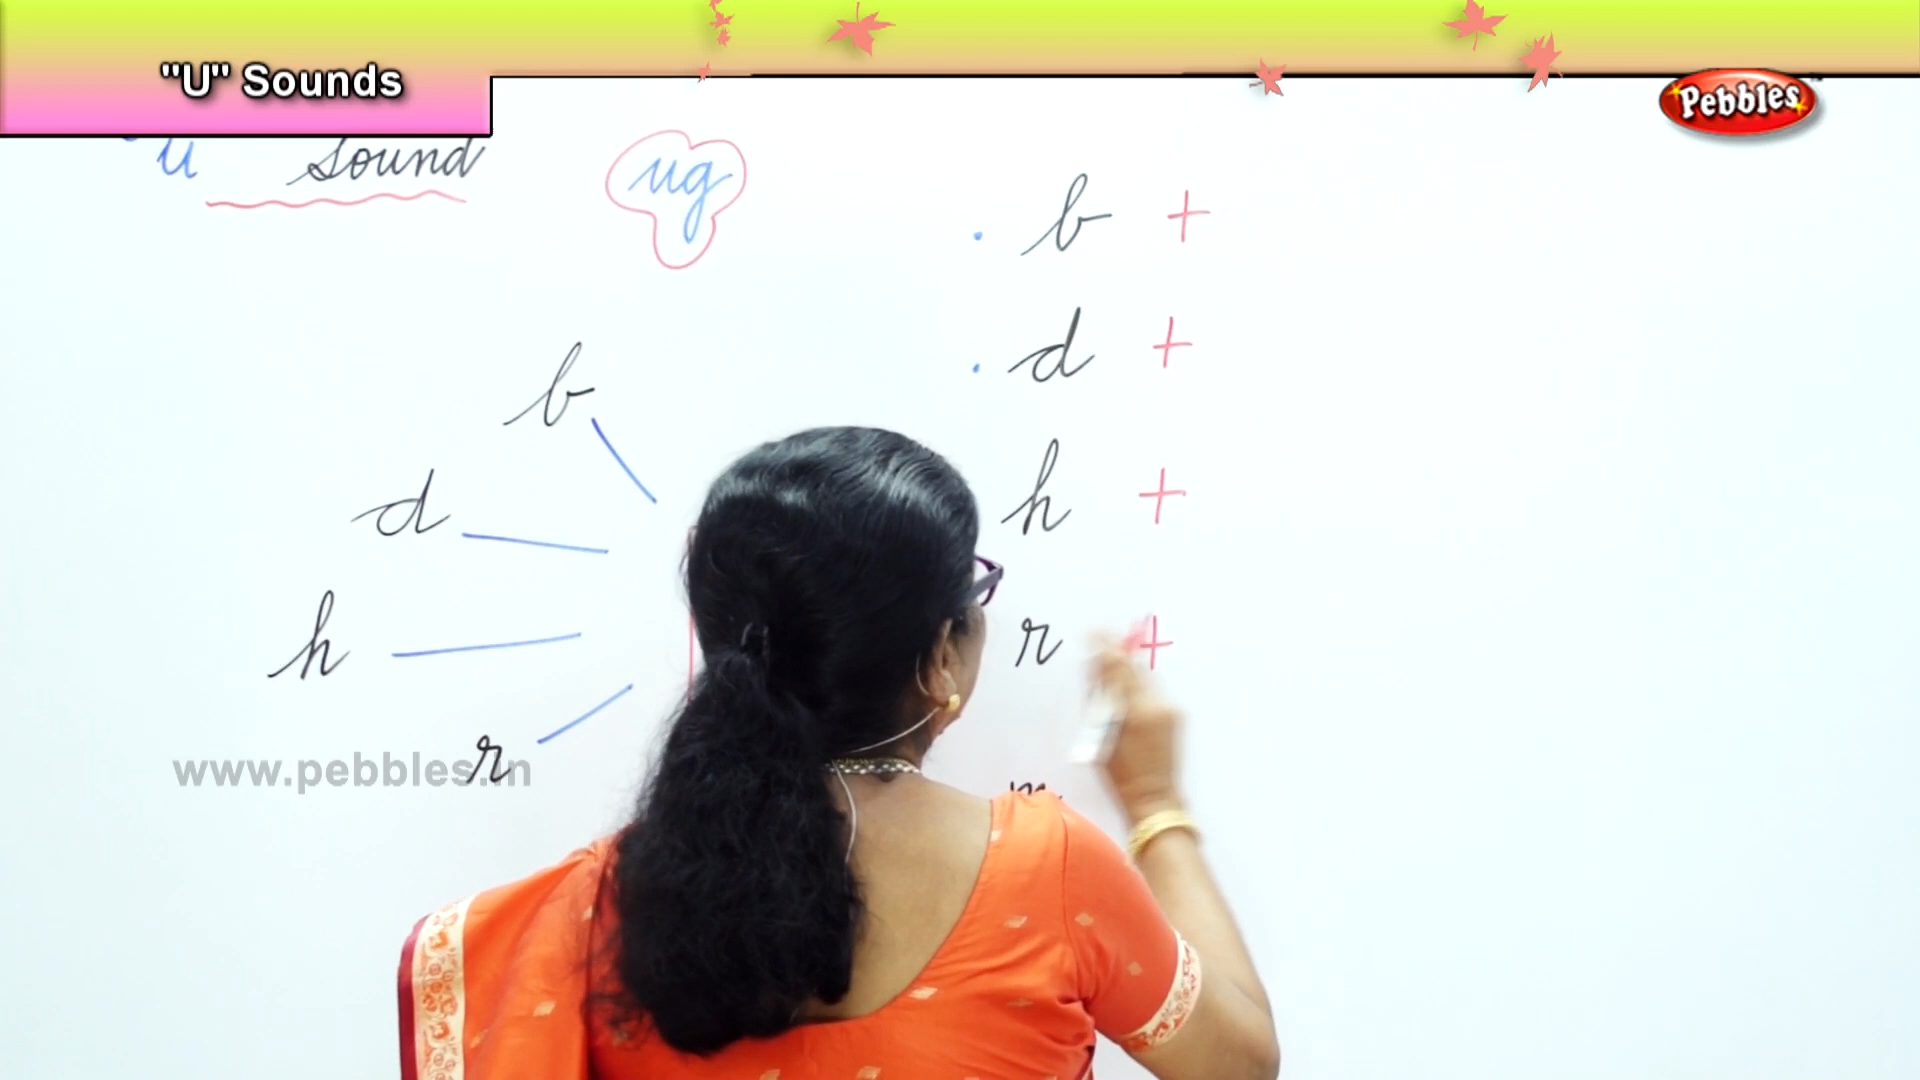 "U" Sounds
Pebbles
u sound
ug
b +
d +
h +
r +
m
b
d
h
r
www.pebbles.in